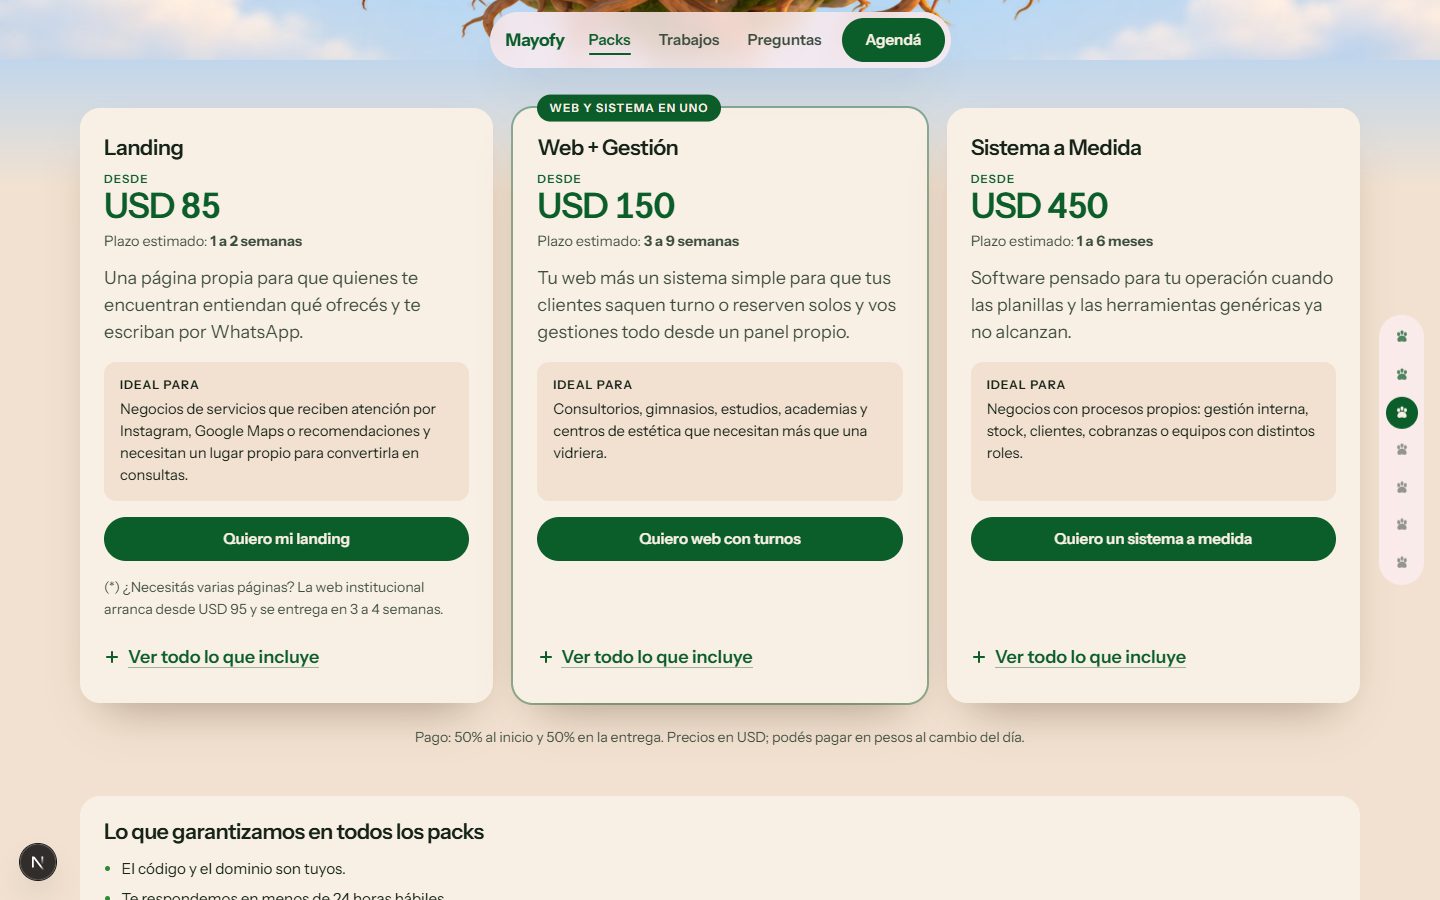 Mayofy Packs Trabajos Preguntas Agendá
Landing
DESDE
USD 85
Plazo estimado: 1 a 2 semanas
Una página propia para que quienes te
encuentran entiendan qué ofrecés y te
escriban por WhatsApp.
IDEAL PARA
Negocios de servicios que reciben atención por
Instagram, Google Maps o recomendaciones y
necesitan un lugar propio para convertirla en
consultas.
Quiero mi landing
(*) ¿Necesitás varias páginas? La web institucional
arranca desde USD 95 y se entrega en 3 a 4 semanas.
+ Ver todo lo que incluye
WEB Y SISTEMA EN UNO
Web + Gestión
DESDE
USD 150
Plazo estimado: 3 a 9 semanas
Tu web más un sistema simple para que tus
clientes saquen turno o reserven solos y vos
gestiones todo desde un panel propio.
IDEAL PARA
Consultorios, gimnasios, estudios, academias y
centros de estética que necesitan más que una
vidriera.
Quiero web con turnos
+ Ver todo lo que incluye
Sistema a Medida
DESDE
USD 450
Plazo estimado: 1 a 6 meses
Software pensado para tu operación cuando
las planillas y las herramientas genéricas ya
no alcanzan.
IDEAL PARA
Negocios con procesos propios: gestión interna,
stock, clientes, cobranzas o equipos con distintos
roles.
Quiero un sistema a medida
+ Ver todo lo que incluye
Pago: 50% al inicio y 50% en la entrega. Precios en USD; podés pagar en pesos al cambio del día.
Lo que garantizamos en todos los packs
• El código y el dominio son tuyos.
• Te respondemos en menos de 24 horas hábiles.
N